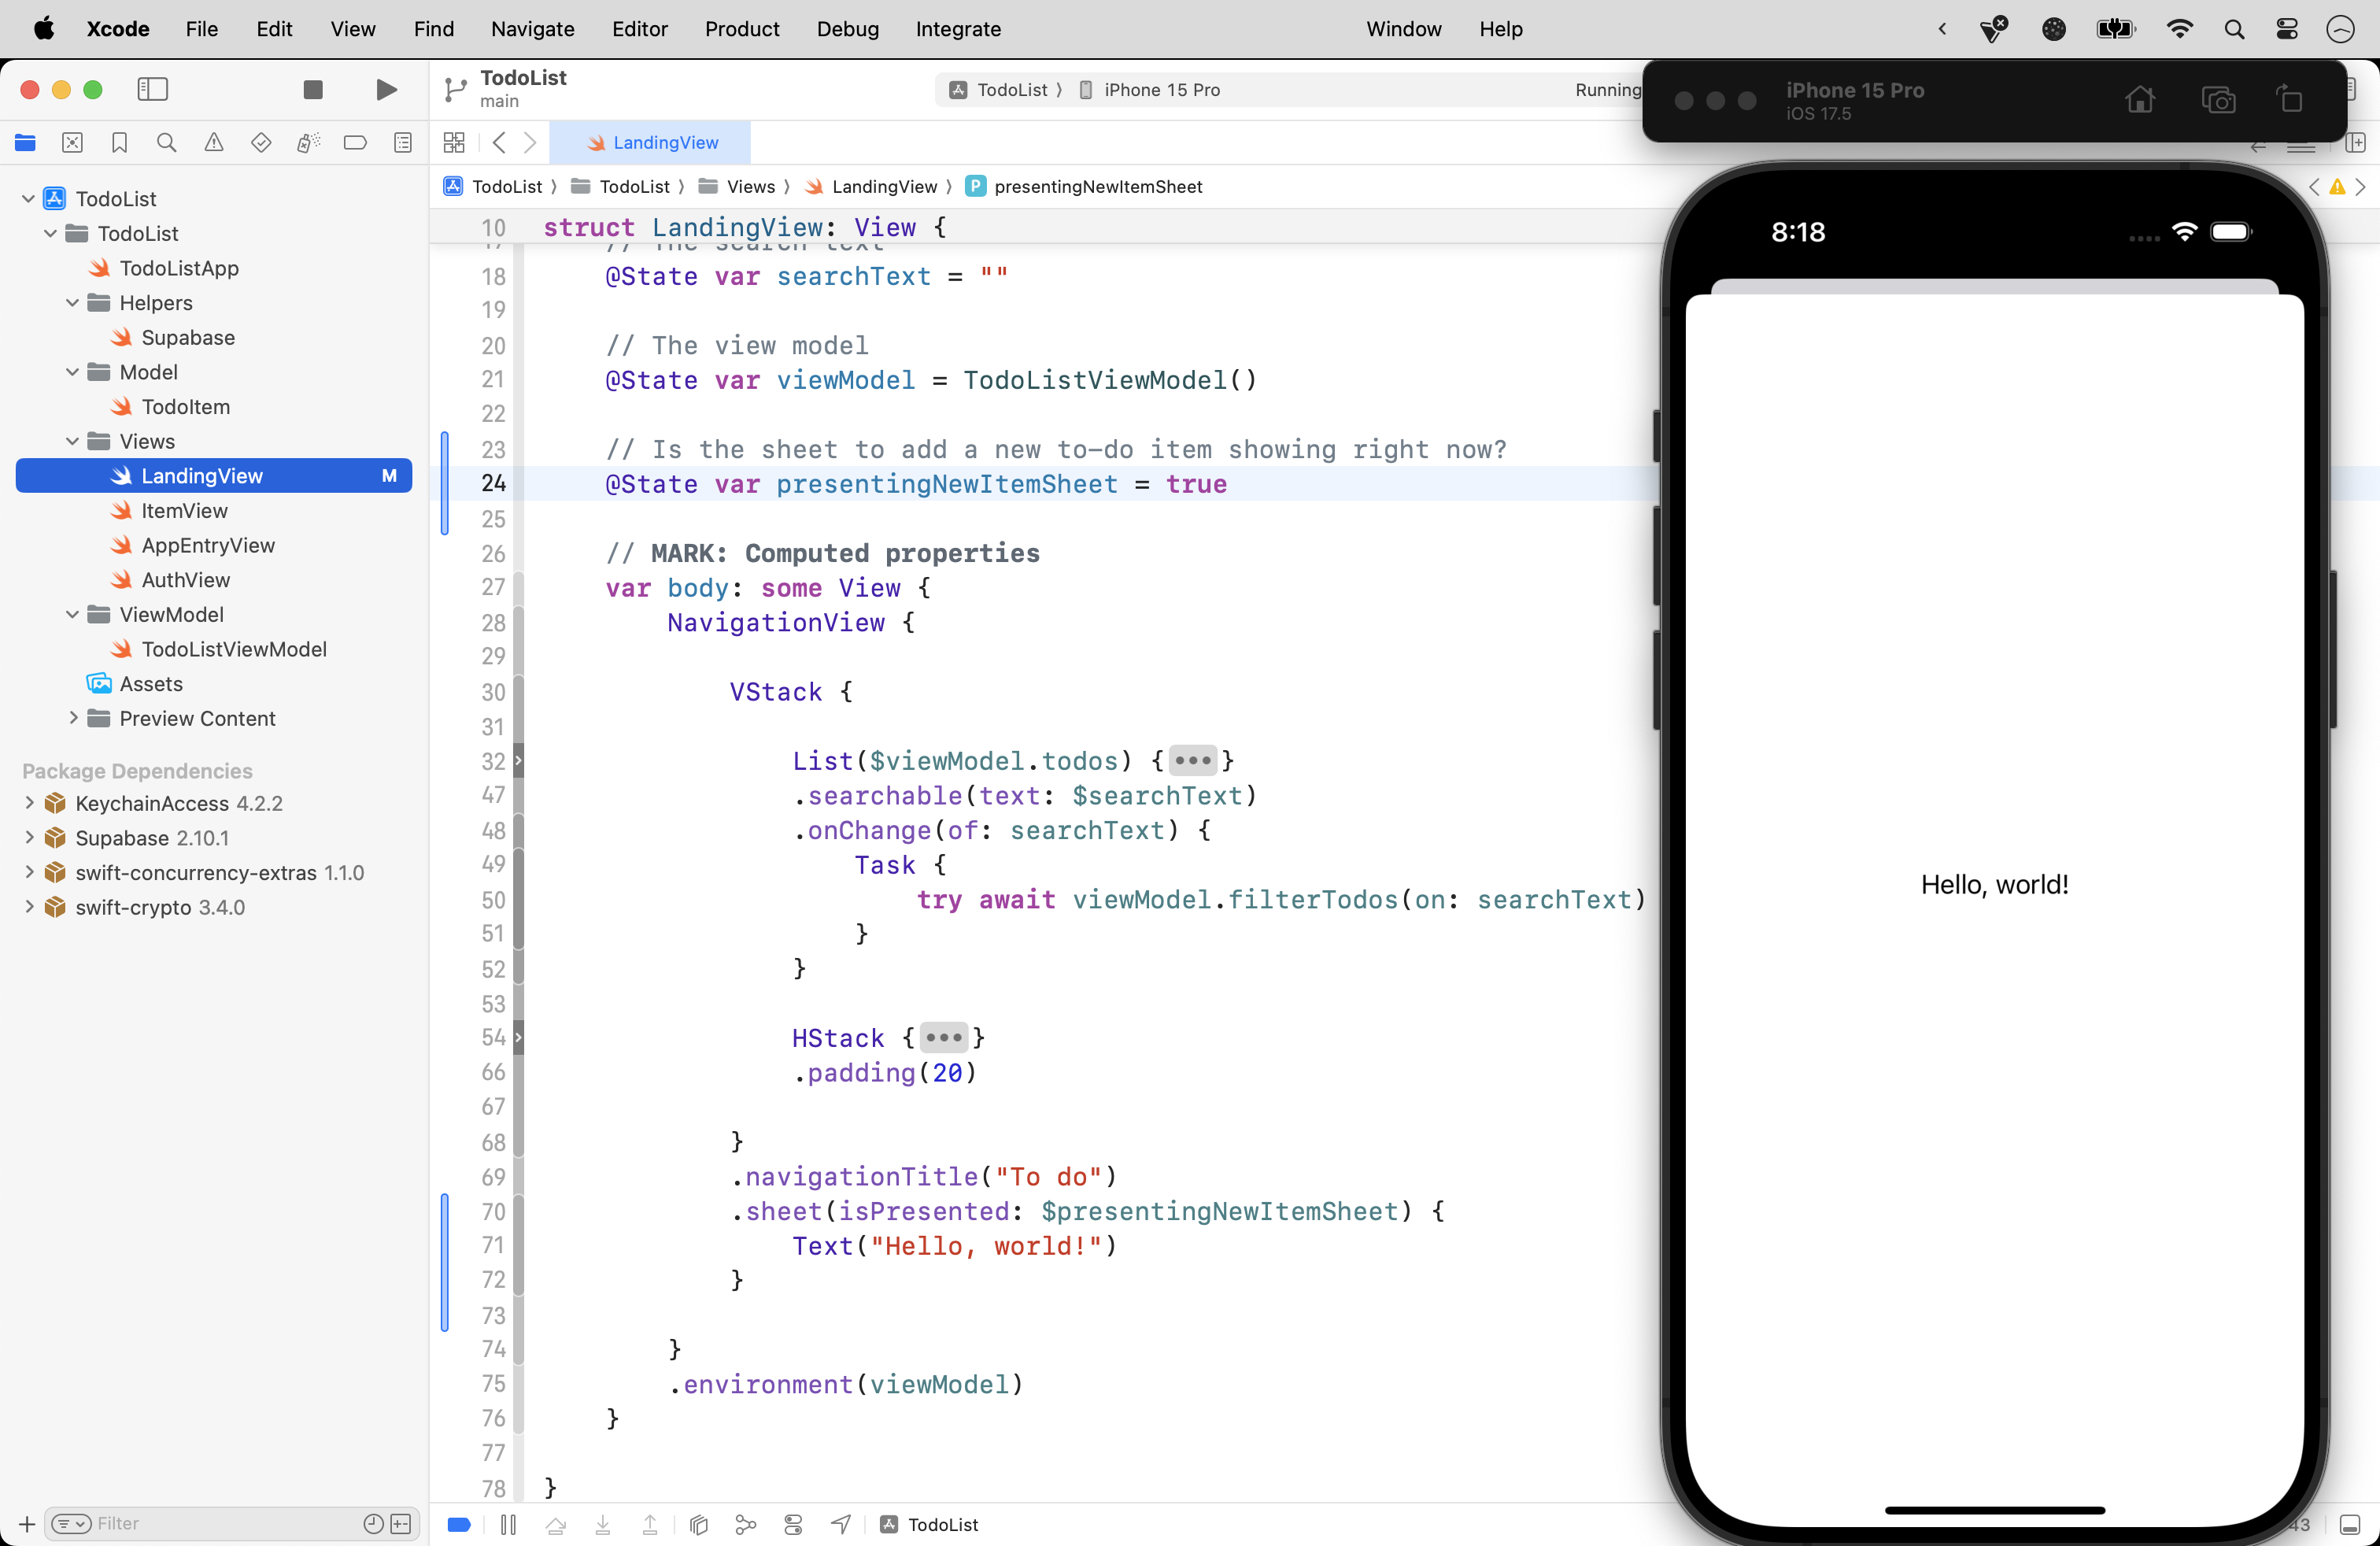 Xcode File Edit View Find Navigate Editor Product Debug Integrate Window Help
TodoList
main
TodoList ⟩ iPhone 15 Pro
Running
iPhone 15 Pro
iOS 17.5
LandingView
TodoList ⟩ TodoList ⟩ Views ⟩ LandingView ⟩ P presentingNewItemSheet
TodoList
TodoList
TodoListApp
Helpers
Supabase
Model
TodoItem
Views
LandingView M
ItemView
AppEntryView
AuthView
ViewModel
TodoListViewModel
Assets
Preview Content
Package Dependencies
KeychainAccess 4.2.2
Supabase 2.10.1
swift-concurrency-extras 1.1.0
swift-crypto 3.4.0
Filter
10 struct LandingView: View {
17 // The search text
18 @State var searchText = ""
19
20 // The view model
21 @State var viewModel = TodoListViewModel()
22
23 // Is the sheet to add a new to-do item showing right now?
24 @State var presentingNewItemSheet = true
25
26 // MARK: Computed properties
27 var body: some View {
28 NavigationView {
29
30 VStack {
31
32 List($viewModel.todos) {•••}
47 .searchable(text: $searchText)
48 .onChange(of: searchText) {
49 Task {
50 try await viewModel.filterTodos(on: searchText)
51 }
52 }
53
54 HStack {•••}
66 .padding(20)
67
68 }
69 .navigationTitle("To do")
70 .sheet(isPresented: $presentingNewItemSheet) {
71 Text("Hello, world!")
72 }
73
74 }
75 .environment(viewModel)
76 }
77
78 }
TodoList
43
8:18
Hello, world!